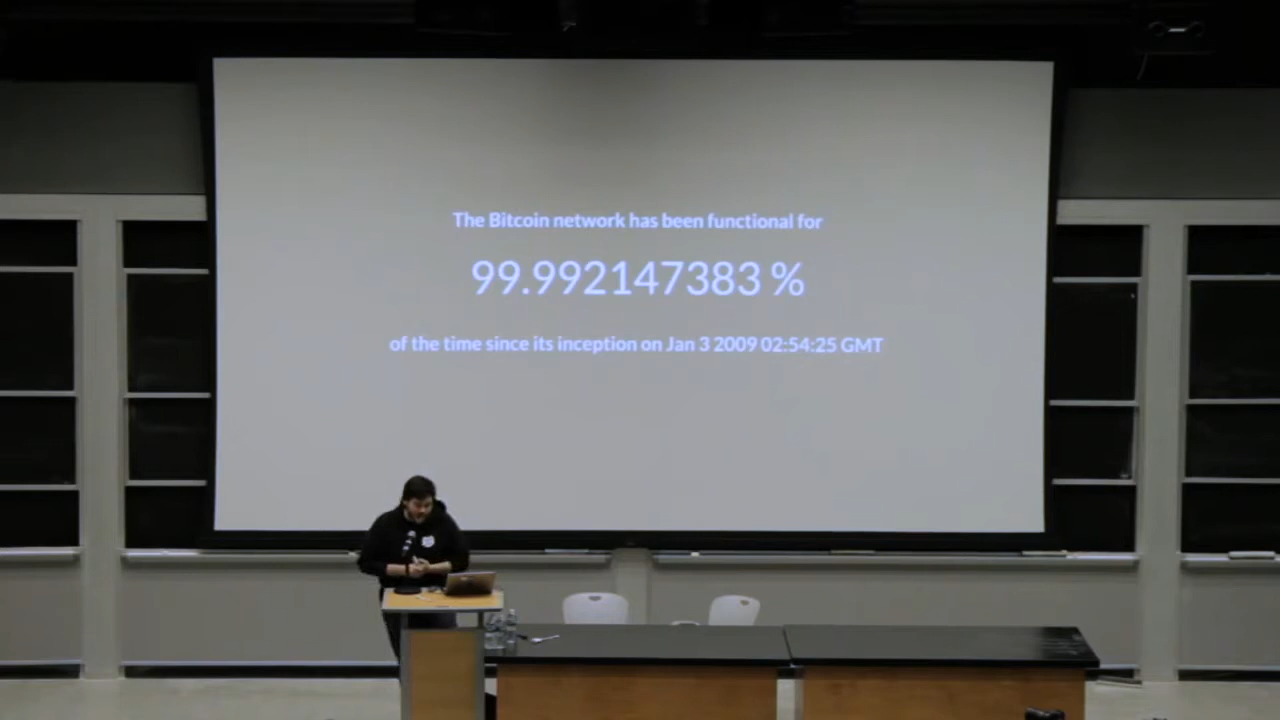 The Bitcoin network has been functional for
99.992147383 %
of the time since its inception on Jan 3 2009 02:54:25 GMT